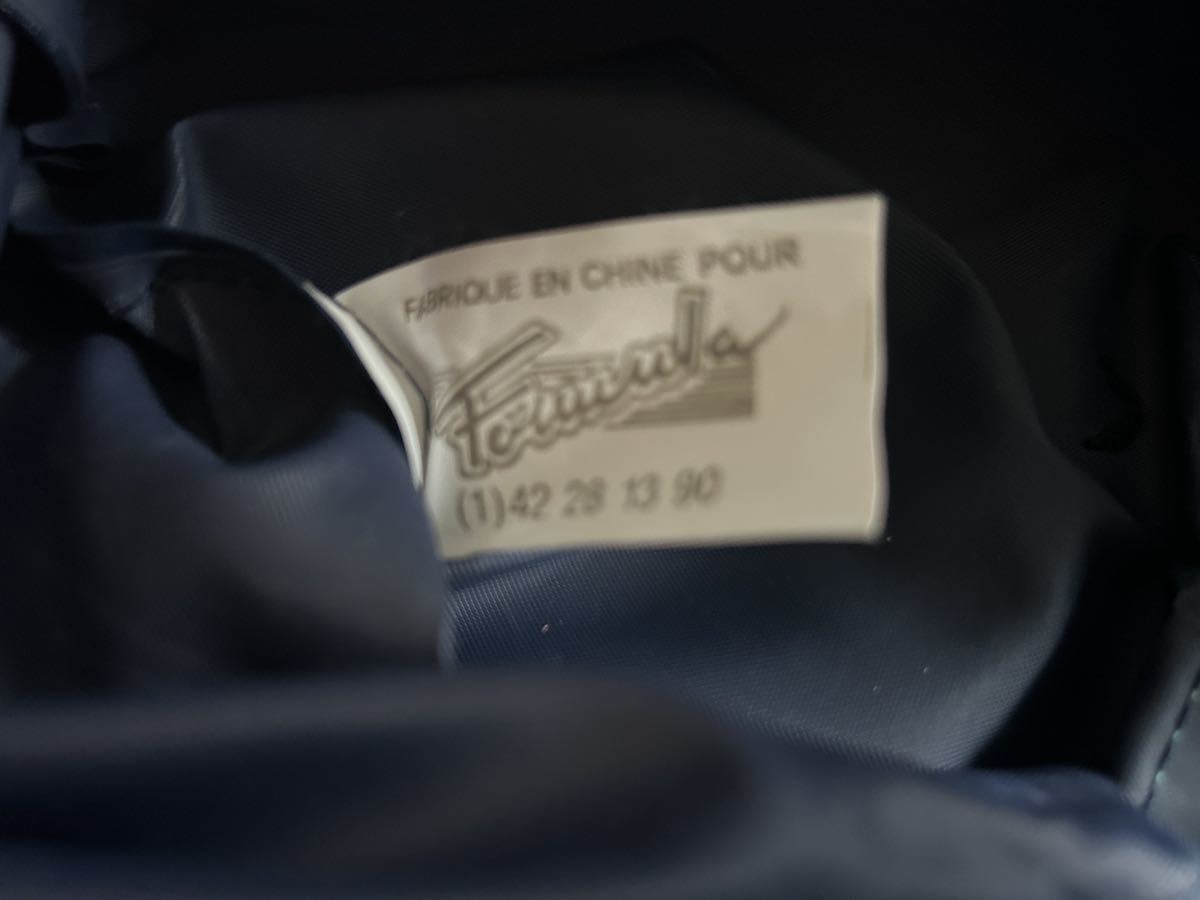 FABRIQUE EN CHINE POUR
Formula
(1)42 28 13 90